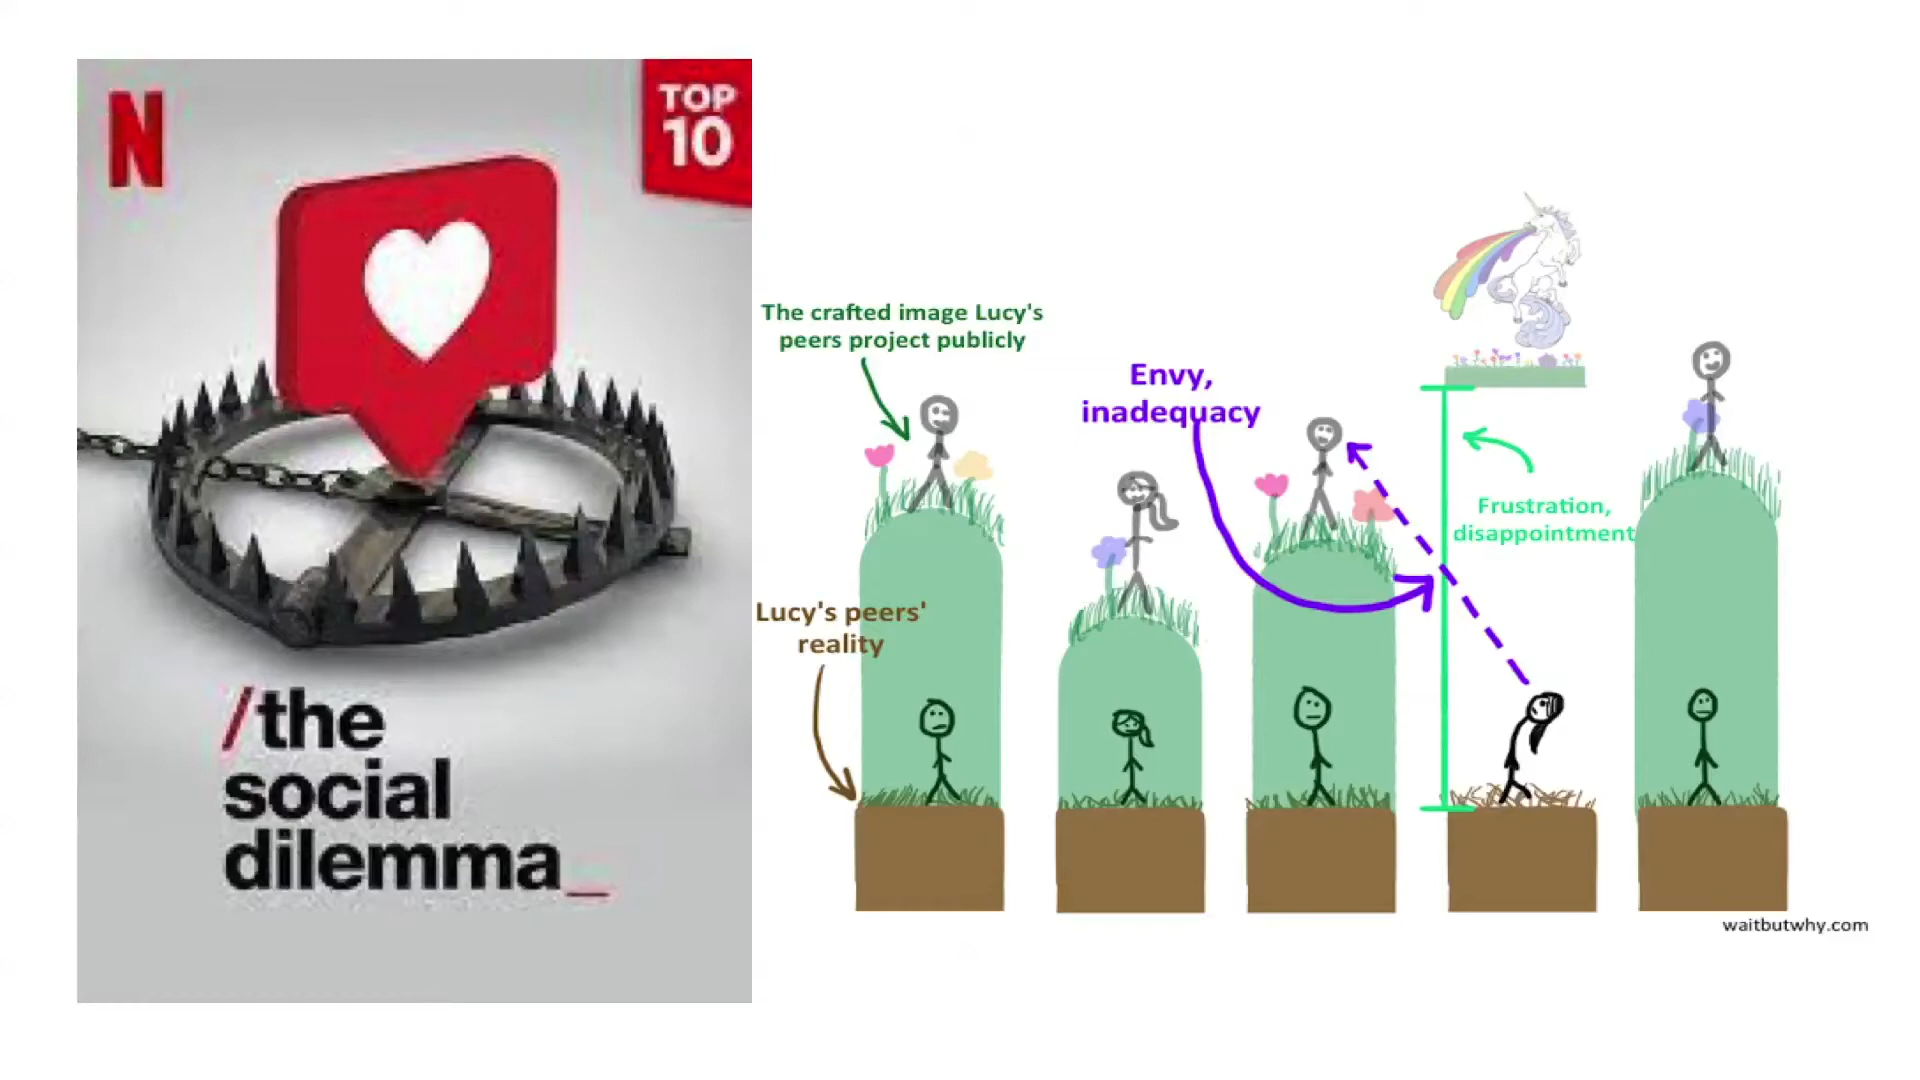 N
TOP
10
/the
social
dilemma_
The crafted image Lucy's
peers project publicly
Envy,
inadequacy
Frustration,
disappointment
Lucy's peers'
reality
waitbutwhy.com